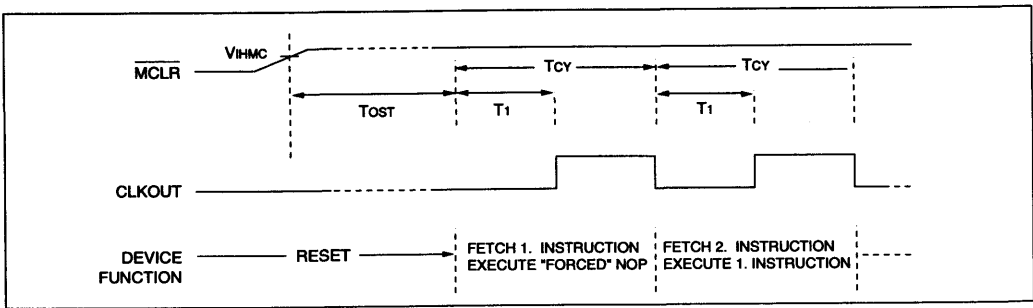 VIHMC
MCLR
TCY
TCY
TOST
T1
T1
CLKOUT
DEVICE
FUNCTION
RESET
FETCH 1. INSTRUCTION
EXECUTE "FORCED" NOP
FETCH 2. INSTRUCTION
EXECUTE 1. INSTRUCTION